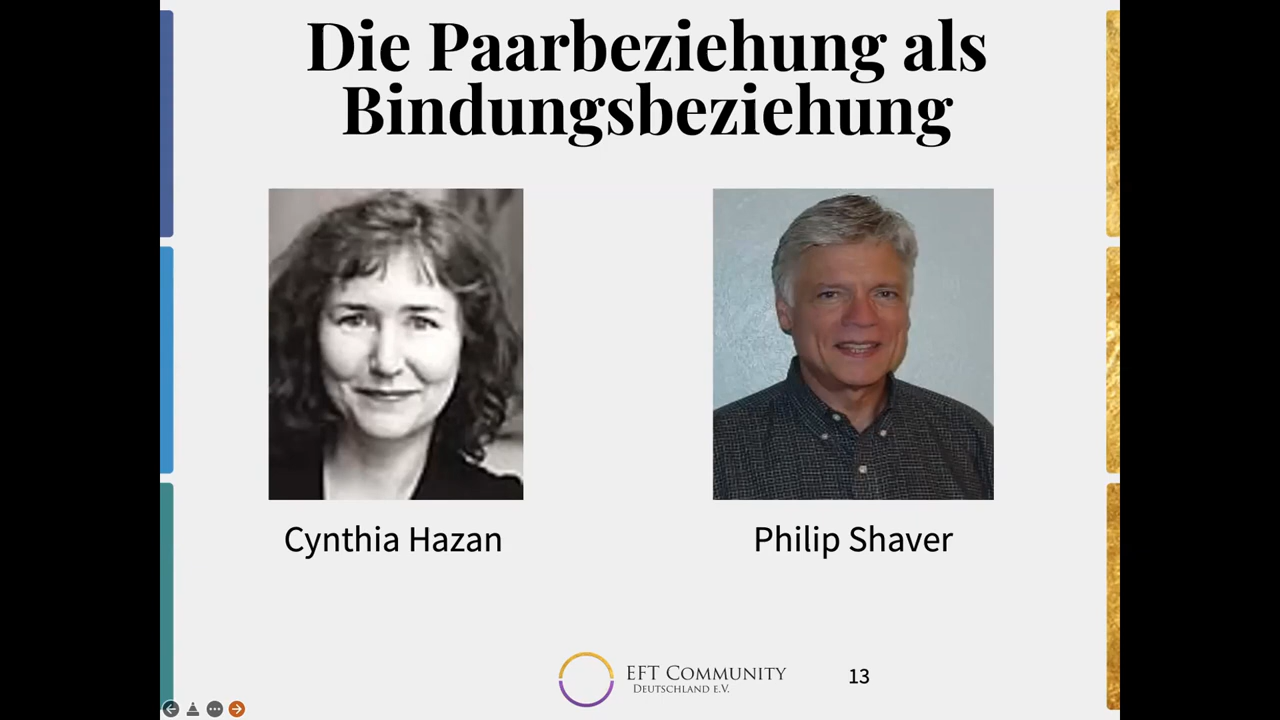 Die Paarbeziehung als
Bindungsbeziehung
Cynthia Hazan
Philip Shaver
EFT Community
Deutschland e.V.
13